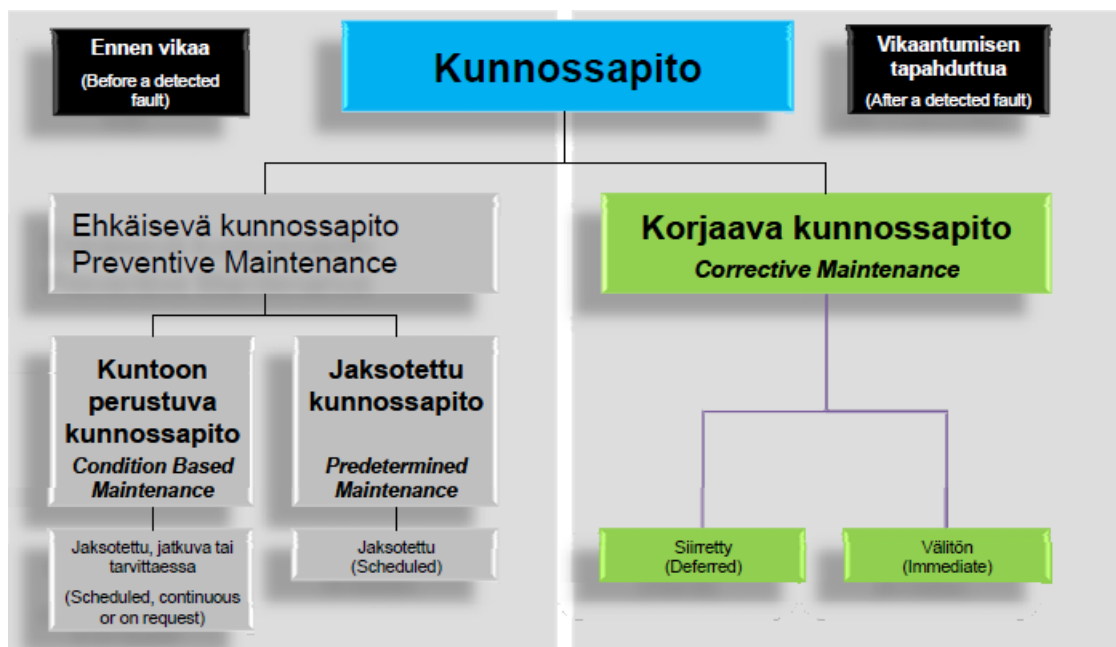 Ennen vikaa
(Before a detected
fault)
Kunnossapito
Vikaantumisen
tapahduttua
(After a detected fault)
Ehkäisevä kunnossapito
Preventive Maintenance
Korjaava kunnossapito
Corrective Maintenance
Kuntoon
perustuva
kunnossapito
Condition Based
Maintenance
Jaksotettu
kunnossapito
Predetermined
Maintenance
Jaksotettu, jatkuva tai
tarvittaessa
(Scheduled, continuous
or on request)
Jaksotettu
(Scheduled)
Siirretty
(Deferred)
Välitön
(Immediate)